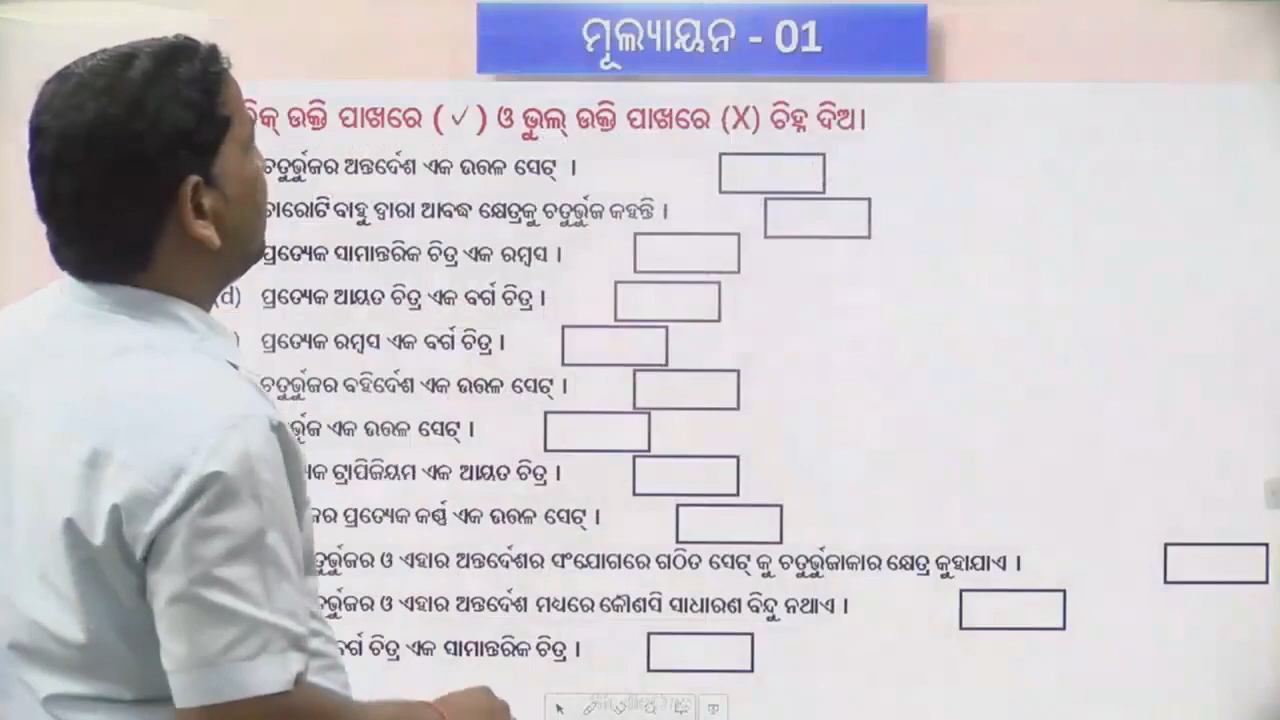 ମୂଲ୍ୟାୟନ - 01
ଉକ୍ତି ପାଖରେ ( ✓ ) ଓ ଭୁଲ୍ ଉକ୍ତି ପାଖରେ (X) ଚିହ୍ନ ଦିଅ।
ଚତୁର୍ଭୁଜର ଅନ୍ତର୍ଦେଶ ଏକ ଉତ୍ତଳ ସେଟ୍ ।
ବାହୁ ଦ୍ୱାରା ଆବଦ୍ଧ କ୍ଷେତ୍ରକୁ ଚତୁର୍ଭୁଜ କହନ୍ତି ।
ପ୍ରତ୍ୟେକ ସାମାନ୍ତରିକ ଚିତ୍ର ଏକ ରମ୍ବସ ।
(d) ପ୍ରତ୍ୟେକ ଆୟତ ଚିତ୍ର ଏକ ବର୍ଗ ଚିତ୍ର ।
ପ୍ରତ୍ୟେକ ରମ୍ବସ ଏକ ବର୍ଗ ଚିତ୍ର ।
ଚତୁର୍ଭୁଜର ବହିର୍ଦେଶ ଏକ ଉତ୍ତଳ ସେଟ୍ ।
ଏକ ଉତ୍ତଳ ସେଟ୍ ।
ଟ୍ରାପିଜିୟମ ଏକ ଆୟତ ଚିତ୍ର ।
ପ୍ରତ୍ୟେକ କର୍ଣ୍ଣ ଏକ ଉତ୍ତଳ ସେଟ୍ ।
ଓ ଏହାର ଅନ୍ତର୍ଦେଶର ସଂଯୋଗରେ ଗଠିତ ସେଟ୍ କୁ ଚତୁର୍ଭୁଜାକାର କ୍ଷେତ୍ର କୁହାଯାଏ ।
ଓ ଏହାର ଅନ୍ତର୍ଦେଶ ମଧ୍ୟରେ କୌଣସି ସାଧାରଣ ବିନ୍ଦୁ ନଥାଏ ।
ବର୍ଗ ଚିତ୍ର ଏକ ସାମାନ୍ତରିକ ଚିତ୍ର ।